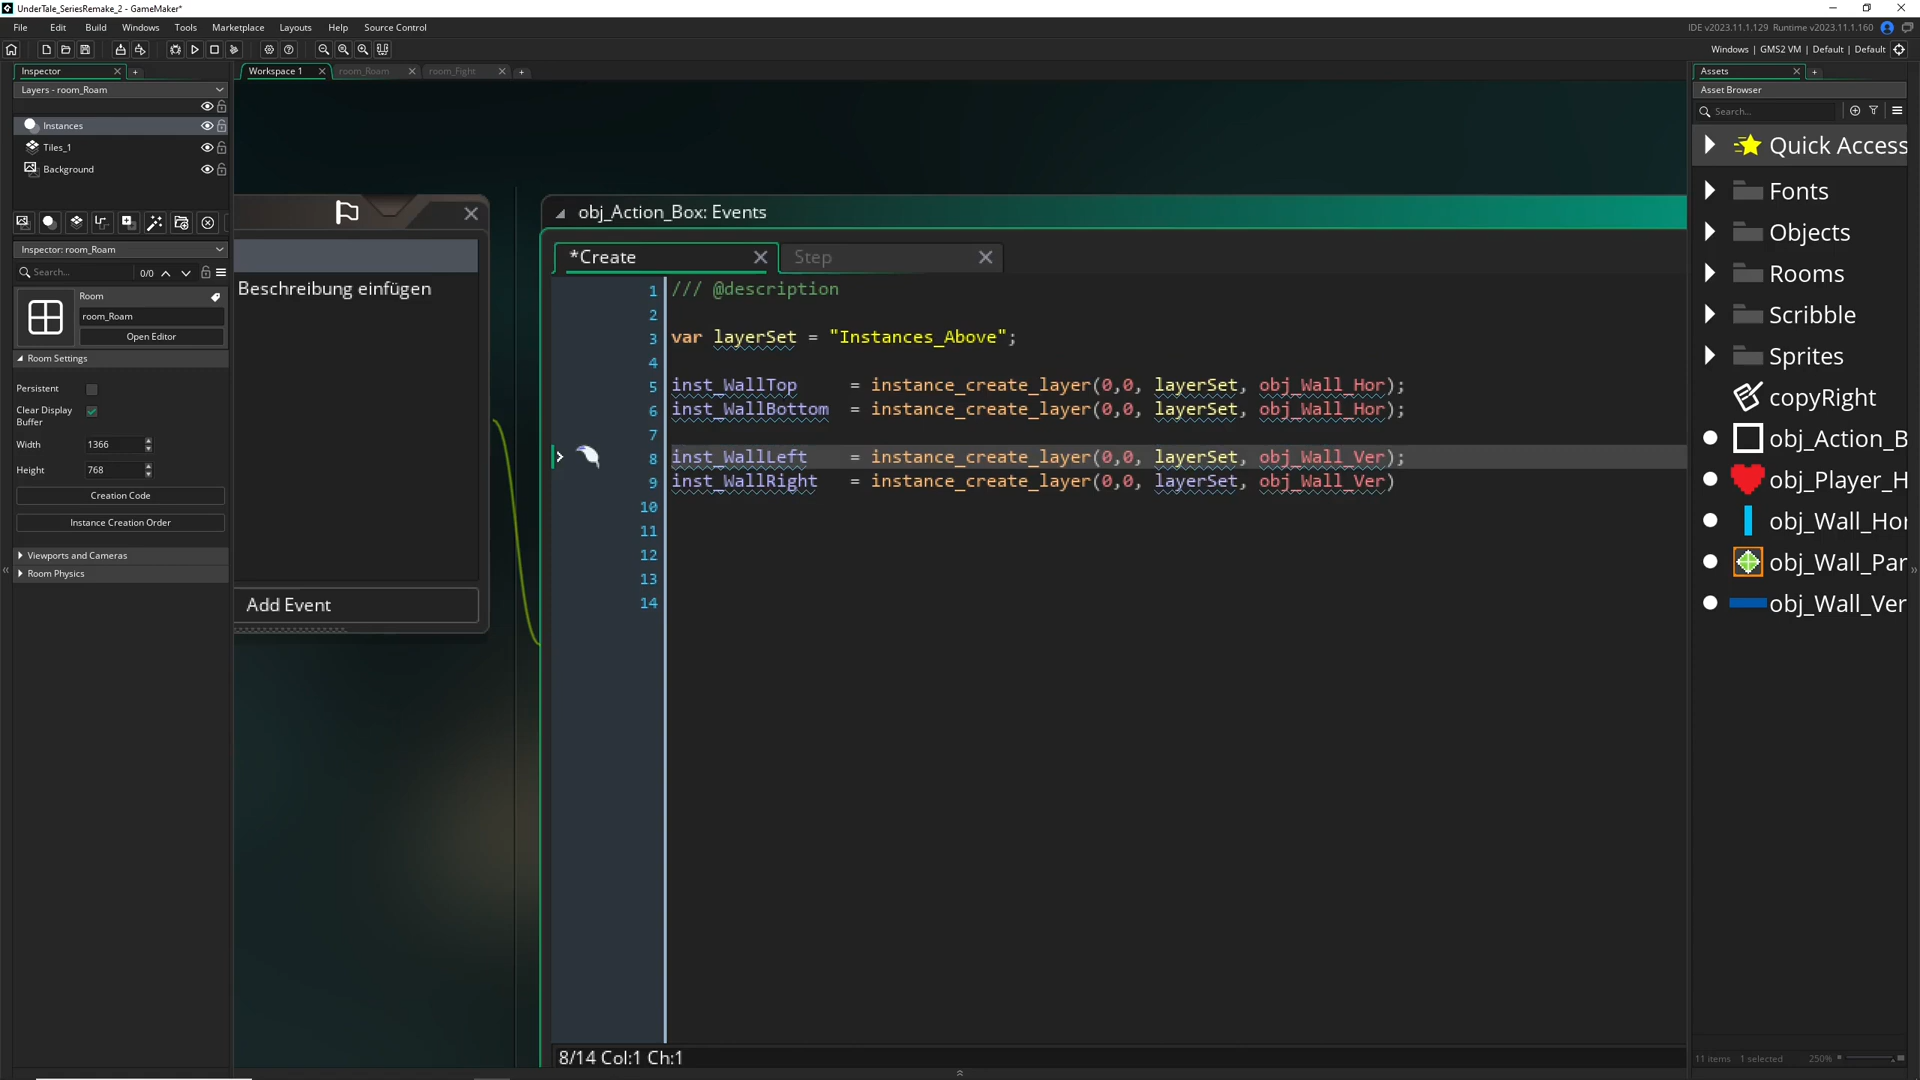 UnderTale_SeriesRemake_2 - GameMaker*
File Edit Build Windows Tools Marketplace Layouts Help Source Control
IDE v2023.11.1.129 Runtime v2023.11.1.160
Windows | GMS2 VM | Default | Default
Inspector
Layers - room_Roam
Instances
Tiles_1
Background
Inspector: room_Roam
Search...
0/0
Room
room_Roam
Open Editor
Room Settings
Persistent
Clear Display
Buffer
Width 1366
Height 768
Creation Code
Instance Creation Order
Viewports and Cameras
Room Physics
Workspace 1
room_Roam
room_Fight
Beschreibung einfügen
Add Event
obj_Action_Box: Events
*Create
Step
1 /// @description
2
3 var layerSet = "Instances_Above";
4
5 inst_WallTop = instance_create_layer(0,0, layerSet, obj_Wall_Hor);
6 inst_WallBottom = instance_create_layer(0,0, layerSet, obj_Wall_Hor);
7
8 inst_WallLeft = instance_create_layer(0,0, layerSet, obj_Wall_Ver);
9 inst_WallRight = instance_create_layer(0,0, layerSet, obj_Wall_Ver)
10
11
12
13
14
8/14 Col:1 Ch:1
Assets
Asset Browser
Search...
Quick Access
Fonts
Objects
Rooms
Scribble
Sprites
copyRight
obj_Action_B
obj_Player_H
obj_Wall_Hor
obj_Wall_Par
obj_Wall_Ver
11 items 1 selected 250%